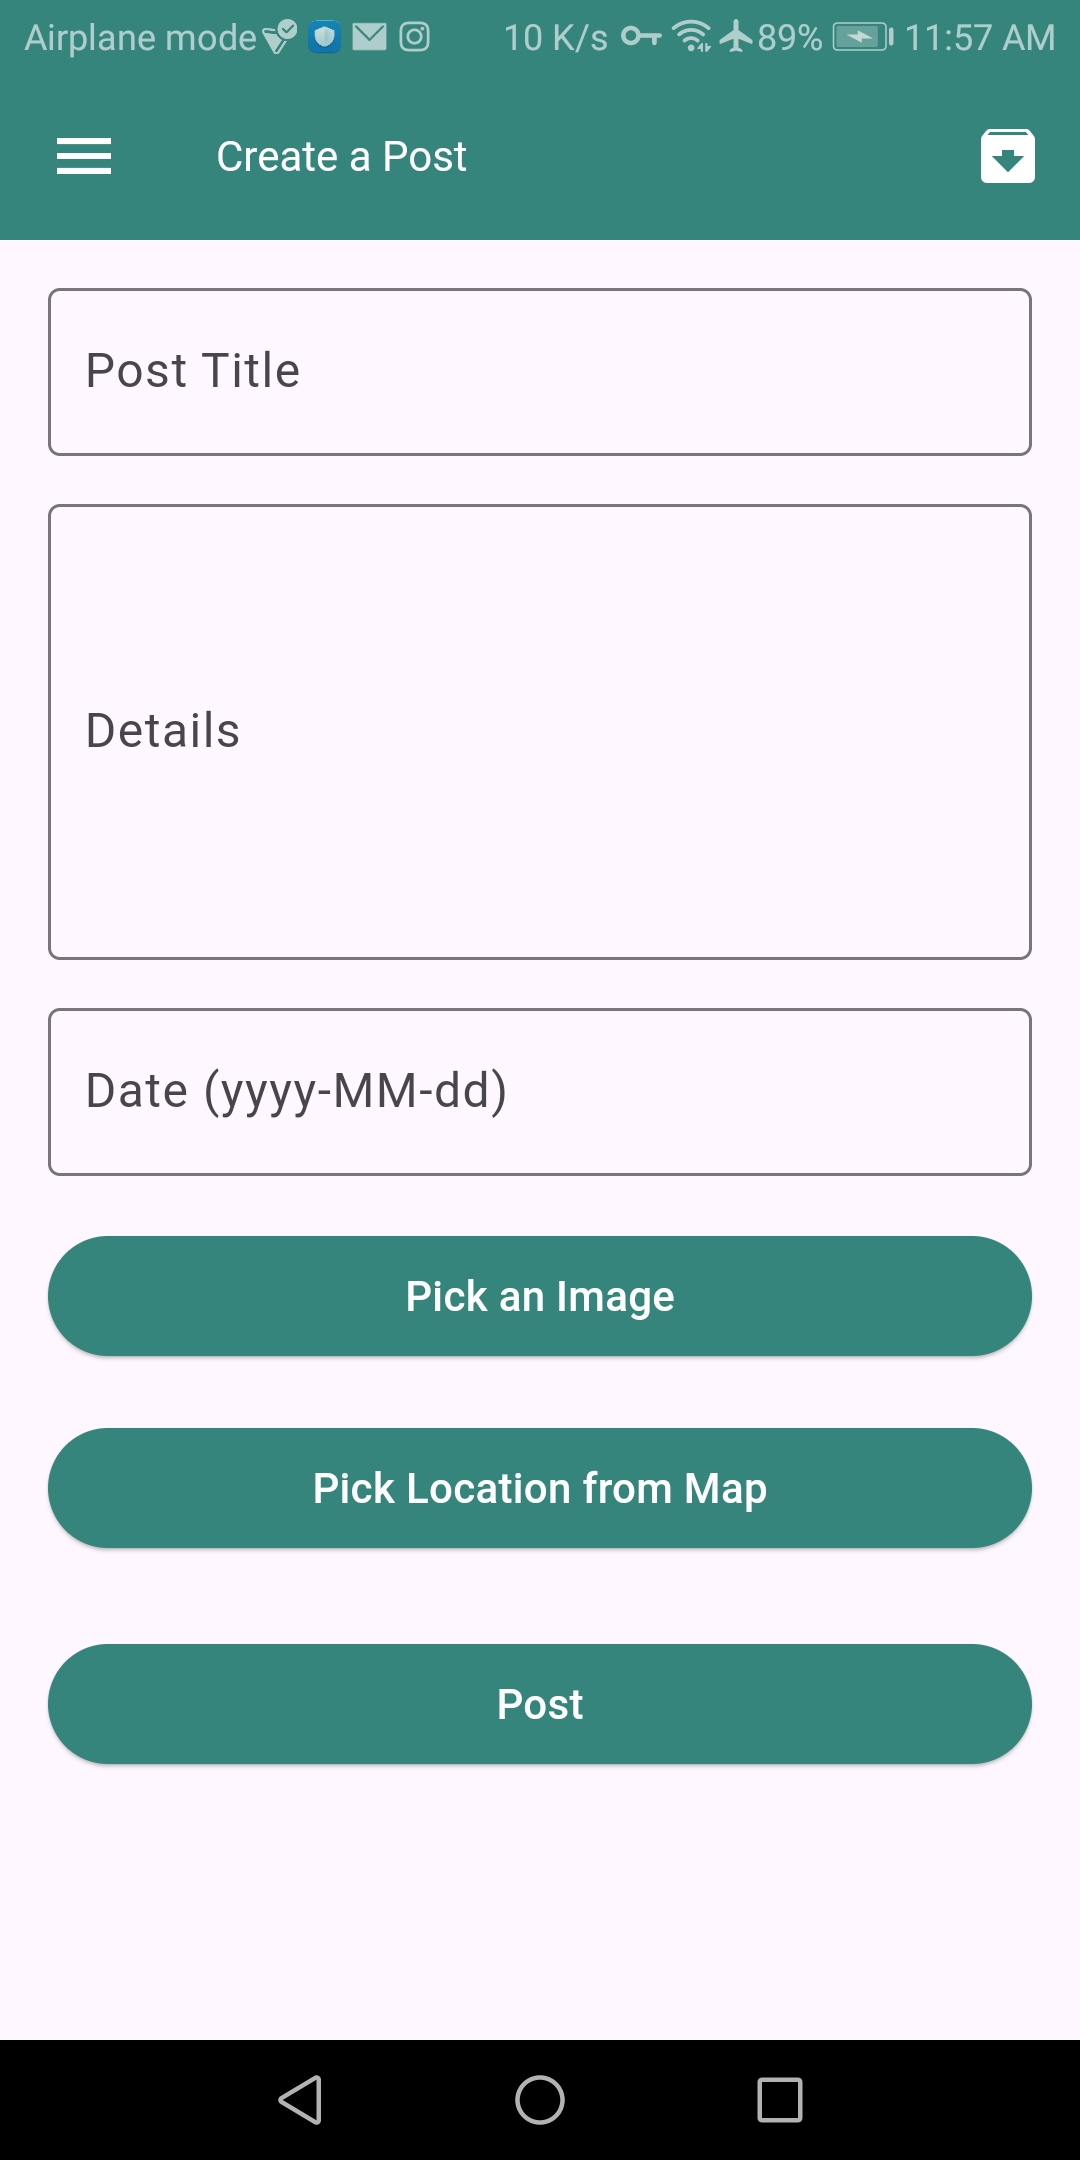 Airplane mode 10 K/s 89% 11:57 AM
Create a Post
Post Title
Details
Date (yyyy-MM-dd)
Pick an Image
Pick Location from Map
Post